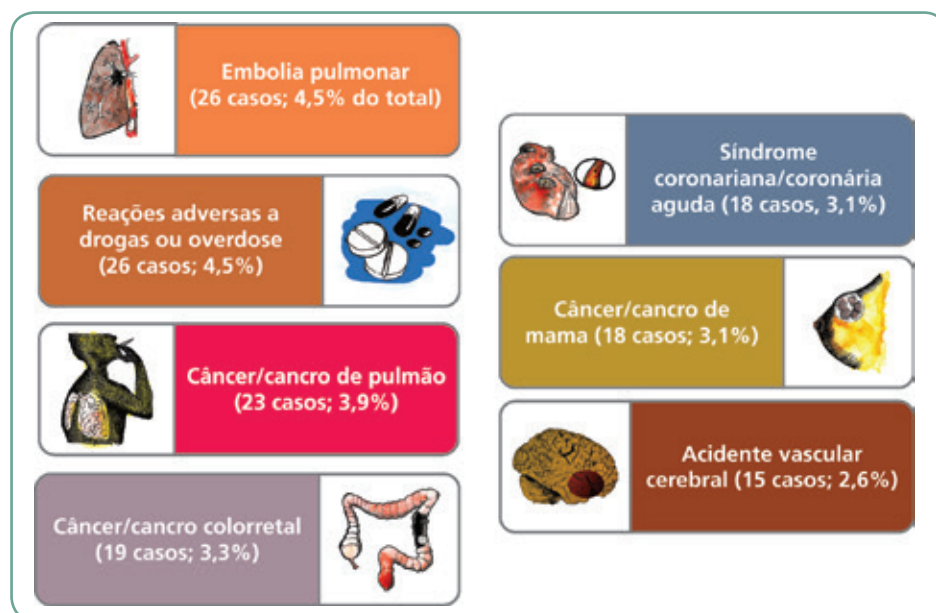 Embolia pulmonar
(26 casos; 4,5% do total)
Reações adversas a
drogas ou overdose
(26 casos; 4,5%)
Câncer/cancro de pulmão
(23 casos; 3,9%)
Câncer/cancro colorretal
(19 casos; 3,3%)
Síndrome
coronariana/coronária
aguda (18 casos, 3,1%)
Câncer/cancro de
mama (18 casos; 3,1%)
Acidente vascular
cerebral (15 casos; 2,6%)